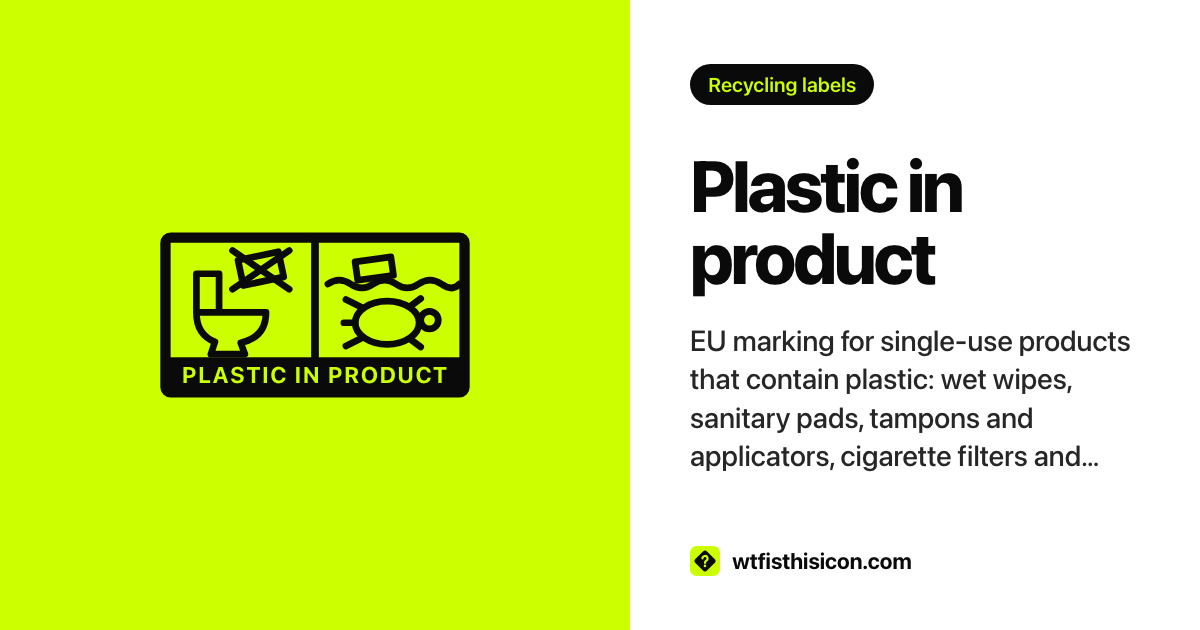 PLASTIC IN PRODUCT
Recycling labels
Plastic in
product
EU marking for single-use products
that contain plastic: wet wipes,
sanitary pads, tampons and
applicators, cigarette filters and...
?
wtfisthisicon.com